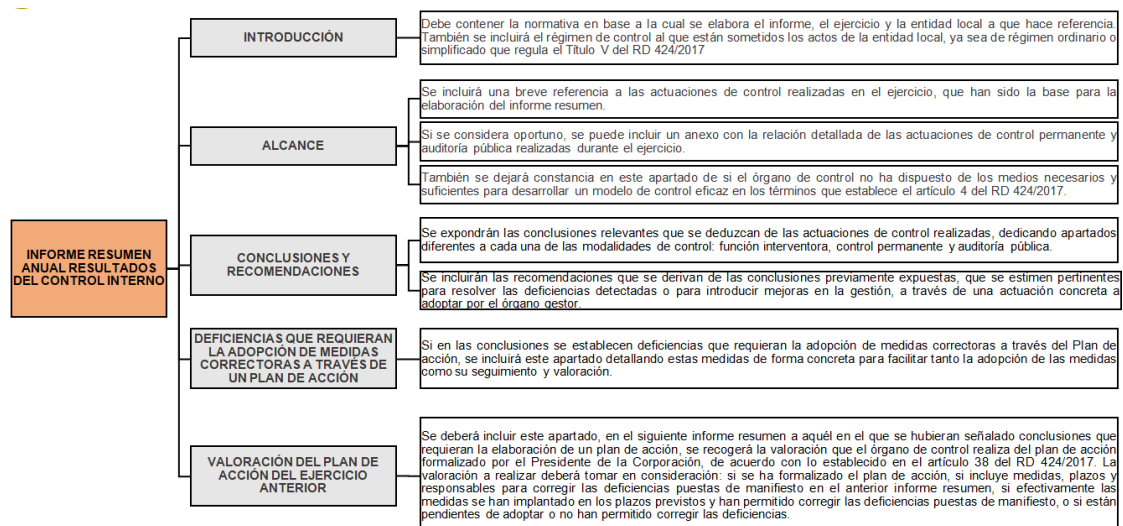 INFORME RESUMEN
ANUAL RESULTADOS
DEL CONTROL INTERNO
INTRODUCCIÓN
Debe contener la normativa en base a la cual se elabora el informe, el ejercicio y la entidad local a que hace referencia.
También se incluirá el régimen de control al que están sometidos los actos de la entidad local, ya sea de régimen ordinario o
simplificado que regula el Título V del RD 424/2017
ALCANCE
Se incluirá una breve referencia a las actuaciones de control realizadas en el ejercicio, que han sido la base para la
elaboración del informe resumen.
Si se considera oportuno, se puede incluir un anexo con la relación detallada de las actuaciones de control permanente y
auditoría pública realizadas durante el ejercicio.
También se dejará constancia en este apartado de si el órgano de control no ha dispuesto de los medios necesarios y
suficientes para desarrollar un modelo de control eficaz en los términos que establece el artículo 4 del RD 424/2017.
CONCLUSIONES Y
RECOMENDACIONES
Se expondrán las conclusiones relevantes que se deduzcan de las actuaciones de control realizadas, dedicando apartados
diferentes a cada una de las modalidades de control: función interventora, control permanente y auditoría pública.
Se incluirán las recomendaciones que se derivan de las conclusiones previamente expuestas, que se estimen pertinentes
para resolver las deficiencias detectadas o para introducir mejoras en la gestión, a través de una actuación concreta a
adoptar por el órgano gestor.
DEFICIENCIAS QUE REQUIERAN
LA ADOPCIÓN DE MEDIDAS
CORRECTORAS A TRAVÉS DE
UN PLAN DE ACCIÓN
Si en las conclusiones se establecen deficiencias que requieran la adopción de medidas correctoras a través del Plan de
acción, se incluirá este apartado detallando estas medidas de forma concreta para facilitar tanto la adopción de las medidas
como su seguimiento y valoración.
VALORACIÓN DEL PLAN DE
ACCIÓN DEL EJERCICIO
ANTERIOR
Se deberá incluir este apartado, en el siguiente informe resumen a aquél en el que se hubieran señalado conclusiones que
requieran la elaboración de un plan de acción, se recogerá la valoración que el órgano de control realiza del plan de acción
formalizado por el Presidente de la Corporación, de acuerdo con lo establecido en el artículo 38 del RD 424/2017. La
valoración a realizar deberá tomar en consideración: si se ha formalizado el plan de acción, si incluye medidas, plazos y
responsables para corregir las deficiencias puestas de manifiesto en el anterior informe resumen, si efectivamente las
medidas se han implantado en los plazos previstos y han permitido corregir las deficiencias puestas de manifiesto, o si están
pendientes de adoptar o no han permitido corregir las deficiencias.